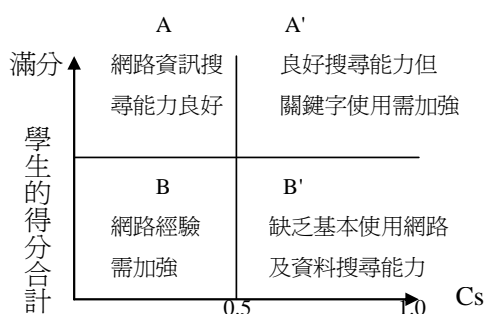 A A'
滿分 網路資訊搜 良好搜尋能力但
尋能力良好 關鍵字使用需加強
學生的得分合計
B B'
網路經驗 缺乏基本使用網路
需加強 及資料搜尋能力
0.5 1.0 Cs